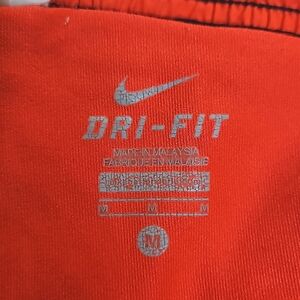 DRI-FIT
MADE IN MALAYSIA
FABRIQUÉ EN MALAISIE
M M M
M